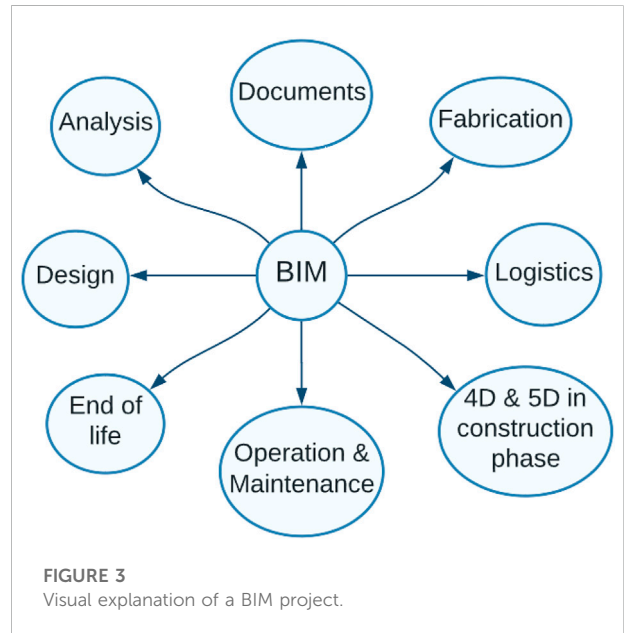 Documents
Analysis
Fabrication
BIM
Design
Logistics
End of
life
Operation &
Maintenance
4D & 5D in
construction
phase
FIGURE 3
Visual explanation of a BIM project.